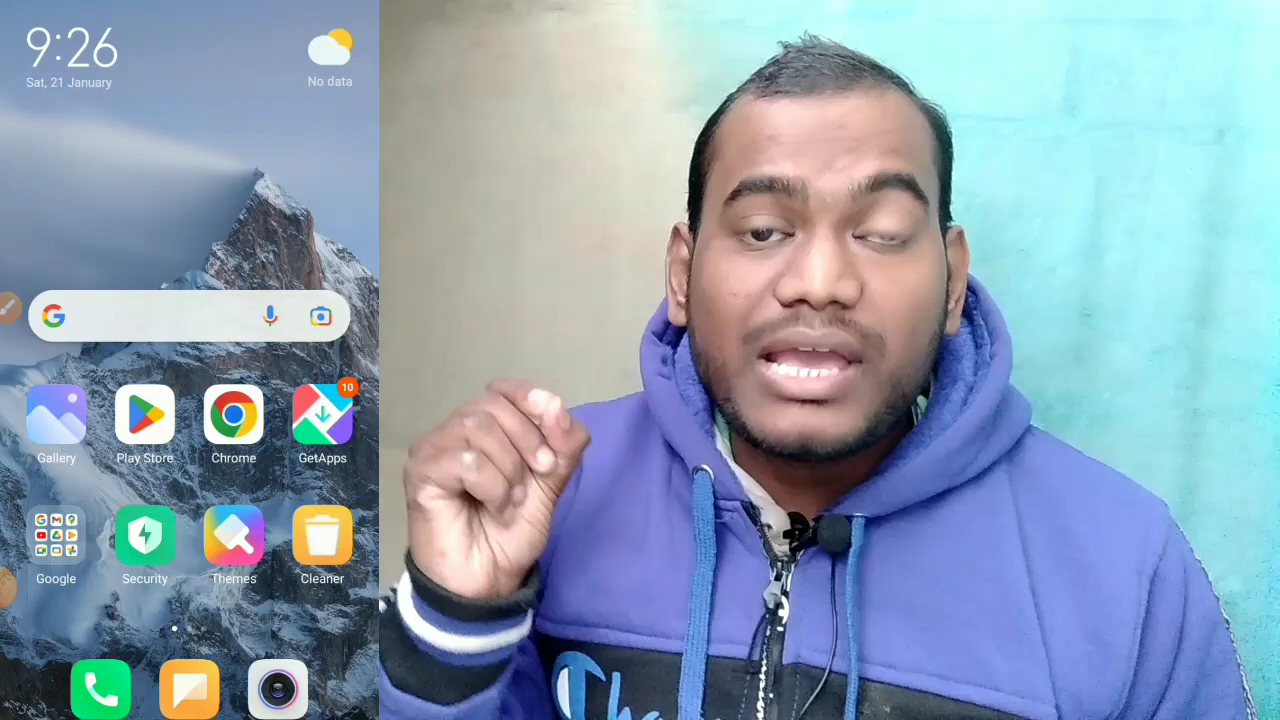 9:26
Sat, 21 January
No data
10
Gallery
Play Store
Chrome
GetApps
Google
Security
Themes
Cleaner